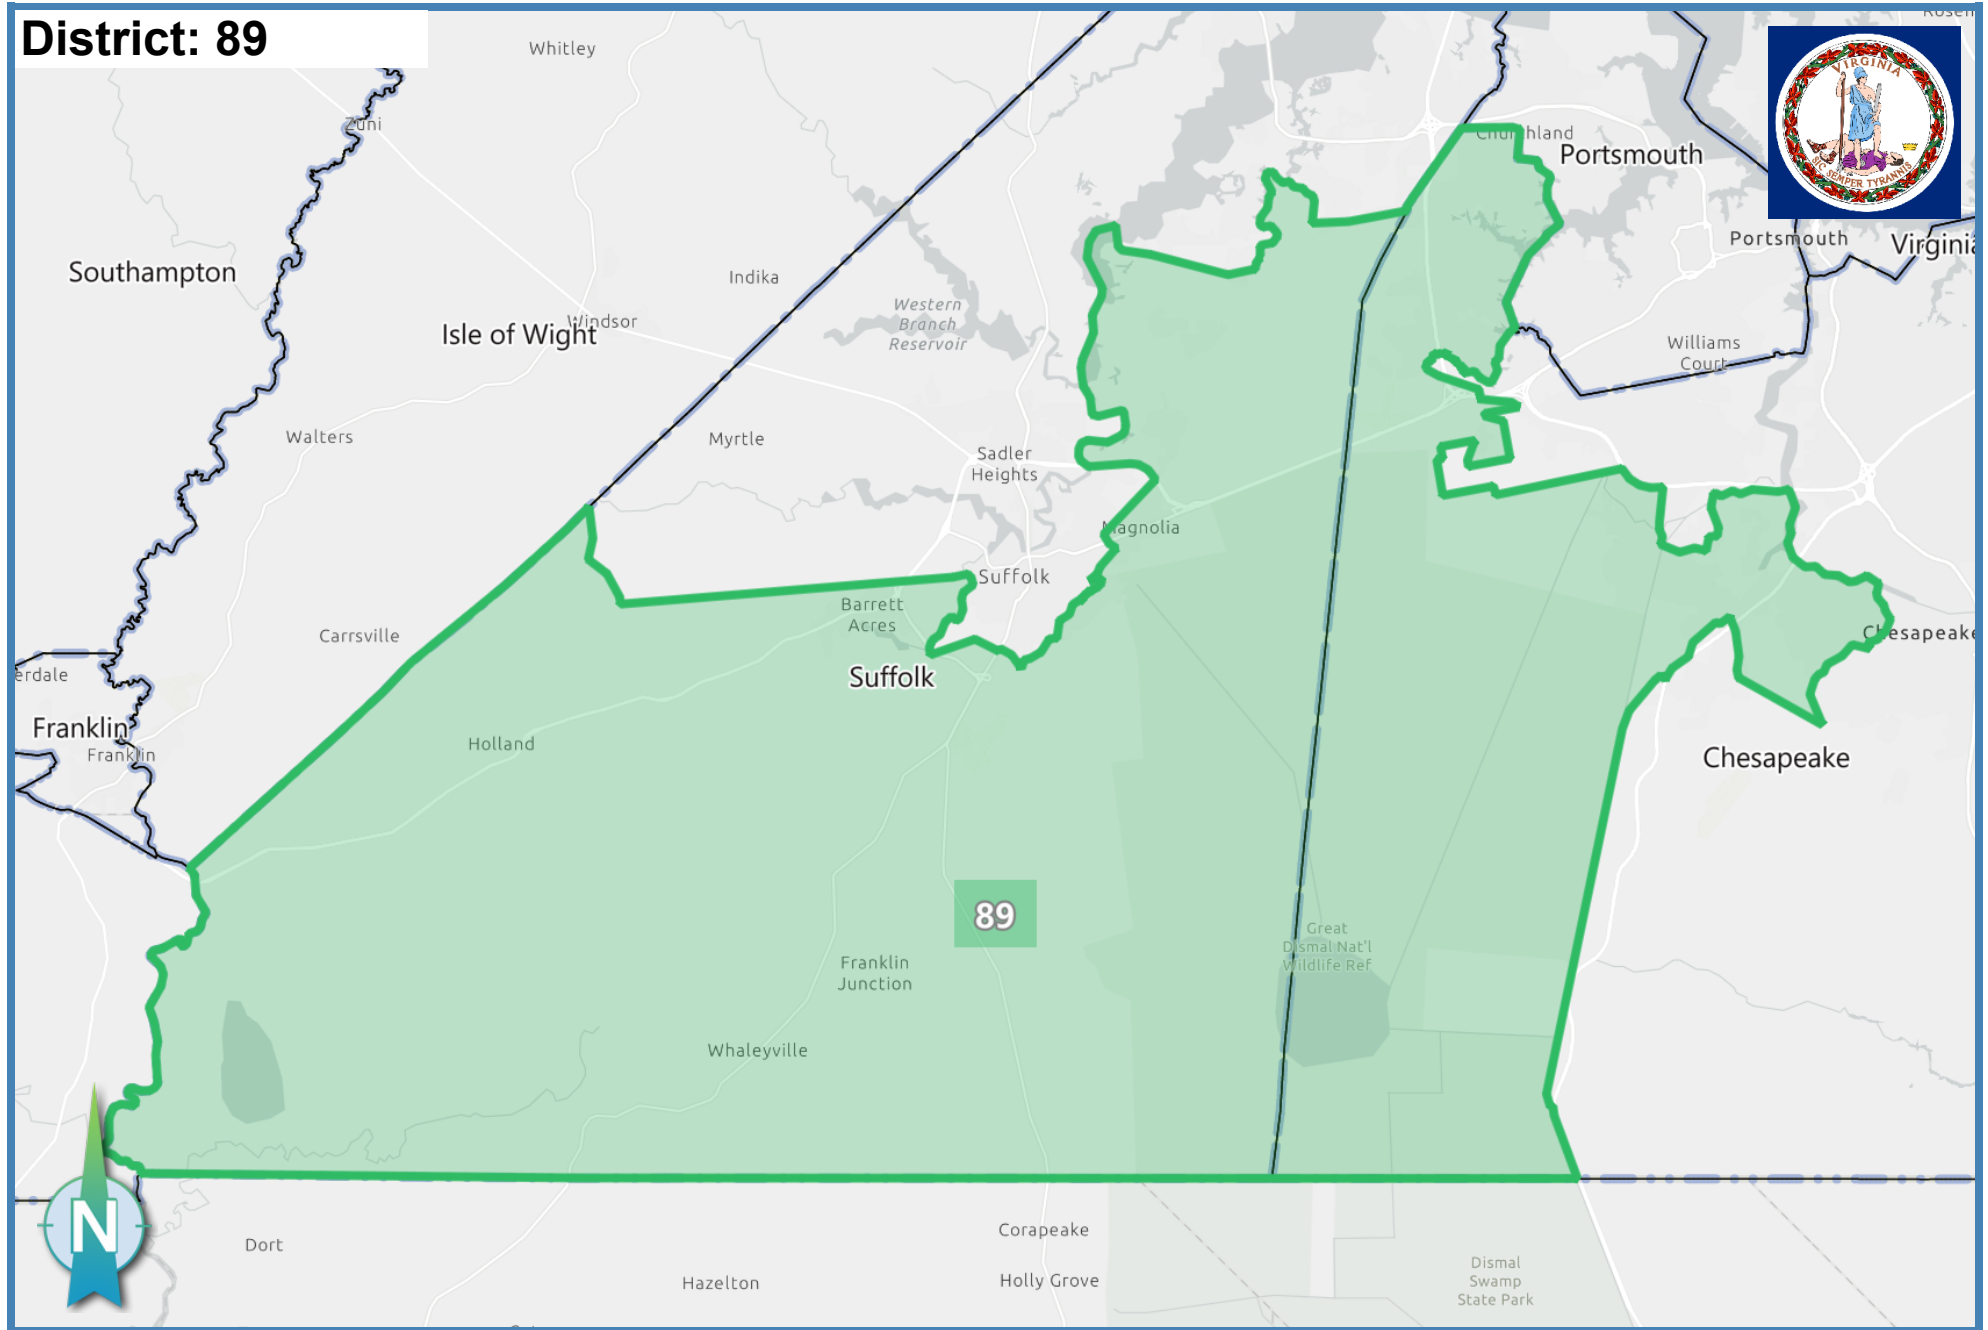 District: 89
Whitley
Zuni
Churchland
Portsmouth
VIRGINIA
SIC SEMPER TYRANNIS
Portsmouth
Southampton
Indika
Western
Branch
Reservoir
Windsor
Isle of Wight
Williams
Court
Walters
Myrtle
Sadler
Heights
Magnolia
Suffolk
Barrett
Acres
Carrsville
Chesapeake
erdale
Suffolk
Franklin
Franklin
Holland
Chesapeake
89
Great
Dismal Nat'l
Wildlife Ref
Franklin
Junction
Whaleyville
N
Corapeake
Dort
Hazelton
Holly Grove
Dismal
Swamp
State Park